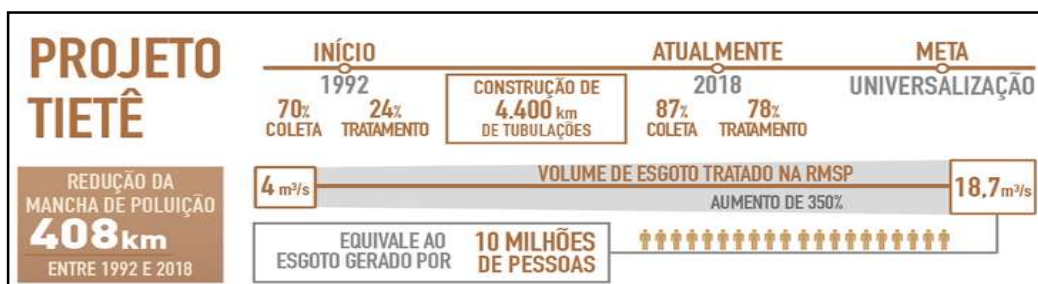 PROJETO
TIETÊ
INÍCIO
1992
70% COLETA
24% TRATAMENTO
CONSTRUÇÃO DE
4.400 km
DE TUBULAÇÕES
ATUALMENTE
2018
87% COLETA
78% TRATAMENTO
META
UNIVERSALIZAÇÃO
REDUÇÃO DA
MANCHA DE POLUIÇÃO
408km
ENTRE 1992 E 2018
4 m³/s
VOLUME DE ESGOTO TRATADO NA RMSP
AUMENTO DE 350%
18,7m³/s
EQUIVALE AO
ESGOTO GERADO POR
10 MILHÕES
DE PESSOAS